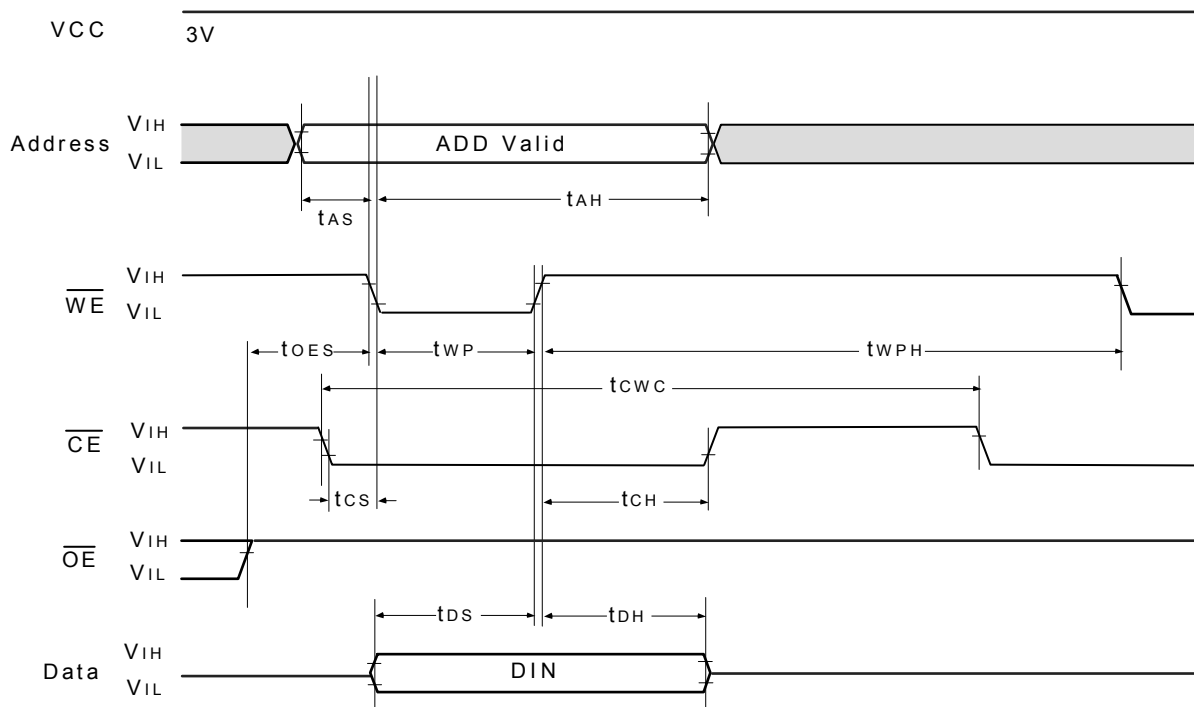 VCC 3V
Address VIH ADD Valid
VIL
tAS tAH
WE VIH
VIL
tOES tWP tWPH
tCWC
CE VIH
VIL
tCS tCH
OE VIH
VIL
tDS tDH
Data VIH DIN
VIL